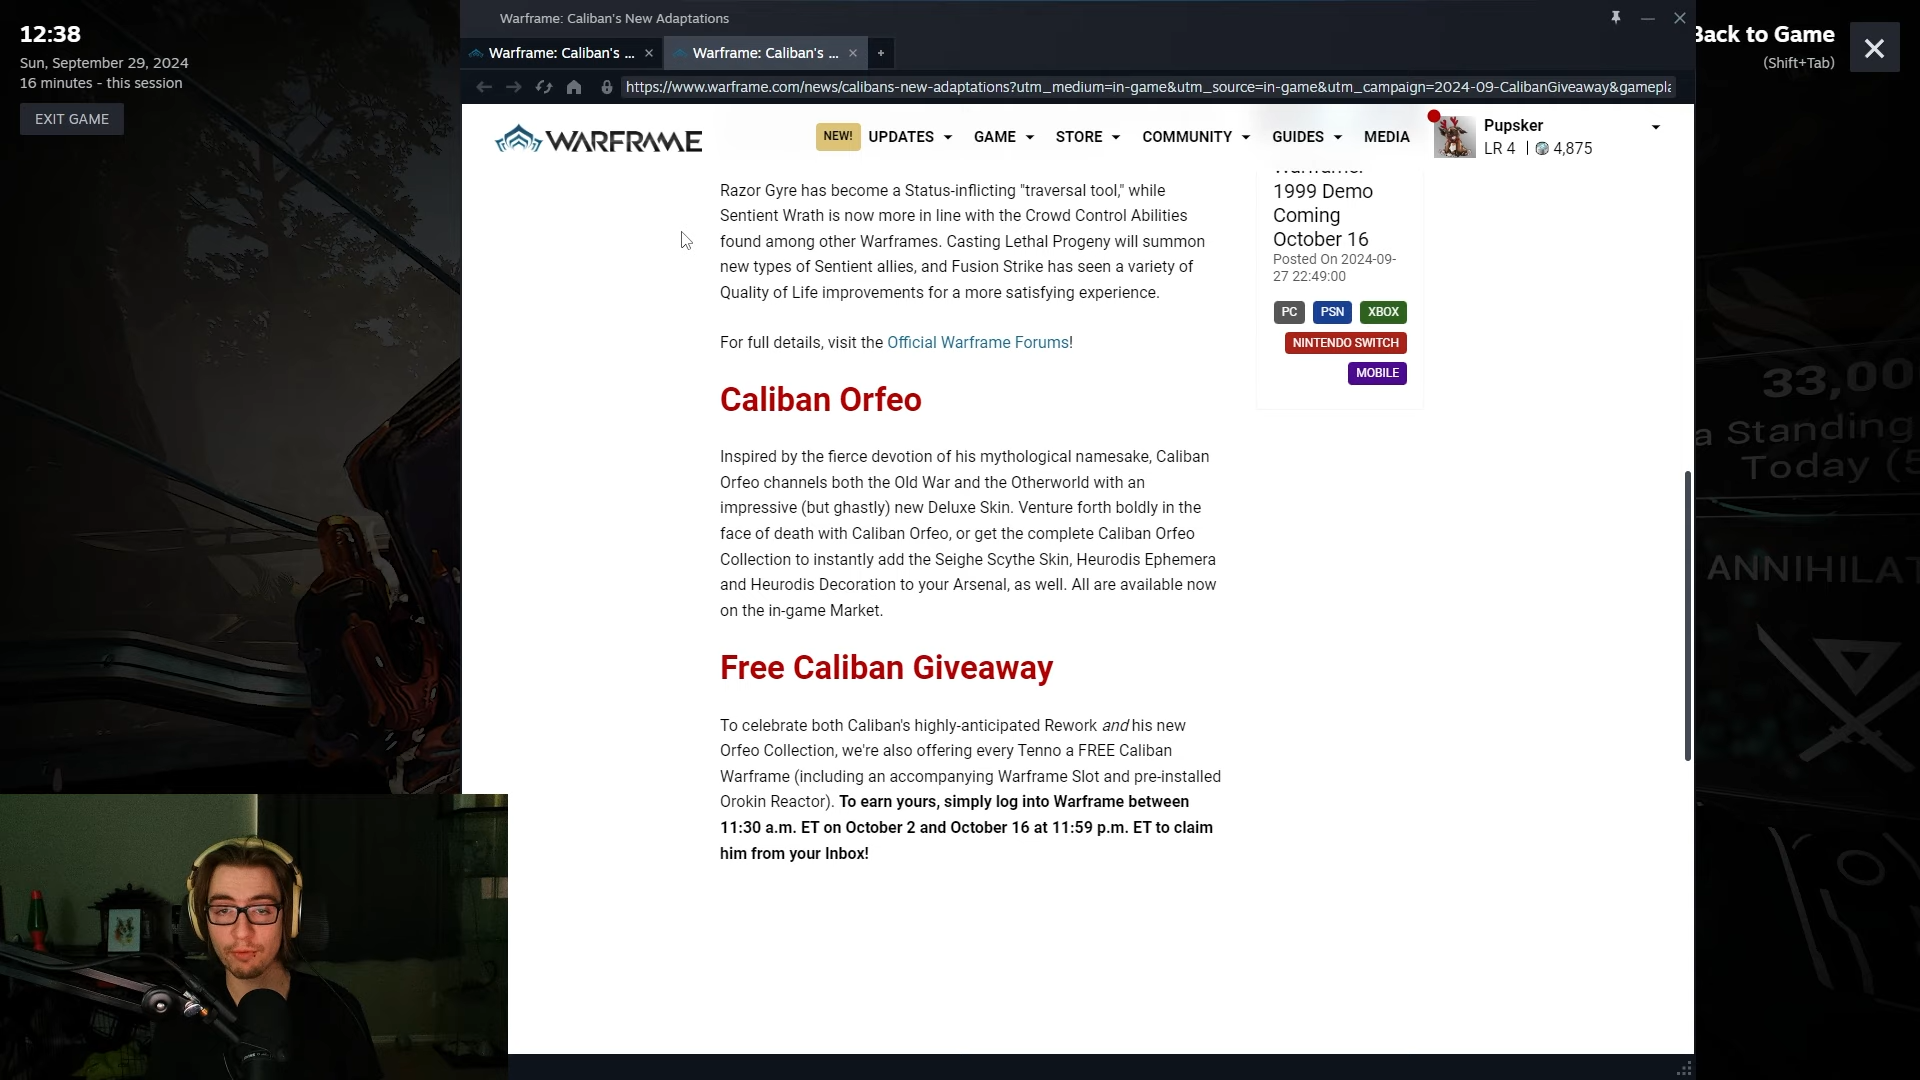 12:38
Sun, September 29, 2024
16 minutes - this session
EXIT GAME
Warframe: Caliban's New Adaptations
Back to Game
(Shift+Tab)
Warframe: Caliban's ...
Warframe: Caliban's ...
https://www.warframe.com/news/calibans-new-adaptations?utm_medium=in-game&utm_source=in-game&utm_campaign=2024-09-CalibanGiveaway&gamepla
WARFRAME
NEW! UPDATES GAME STORE COMMUNITY GUIDES MEDIA
Pupsker
LR 4 | 4,875
Razor Gyre has become a Status-inflicting "traversal tool," while
Sentient Wrath is now more in line with the Crowd Control Abilities
found among other Warframes. Casting Lethal Progeny will summon
new types of Sentient allies, and Fusion Strike has seen a variety of
Quality of Life improvements for a more satisfying experience.
For full details, visit the Official Warframe Forums!
Caliban Orfeo
Inspired by the fierce devotion of his mythological namesake, Caliban
Orfeo channels both the Old War and the Otherworld with an
impressive (but ghastly) new Deluxe Skin. Venture forth boldly in the
face of death with Caliban Orfeo, or get the complete Caliban Orfeo
Collection to instantly add the Seighe Scythe Skin, Heurodis Ephemera
and Heurodis Decoration to your Arsenal, as well. All are available now
on the in-game Market.
Free Caliban Giveaway
To celebrate both Caliban's highly-anticipated Rework and his new
Orfeo Collection, we're also offering every Tenno a FREE Caliban
Warframe (including an accompanying Warframe Slot and pre-installed
Orokin Reactor). To earn yours, simply log into Warframe between
11:30 a.m. ET on October 2 and October 16 at 11:59 p.m. ET to claim
him from your Inbox!
Warframe:
1999 Demo
Coming
October 16
Posted On 2024-09-
27 22:49:00
PC PSN XBOX
NINTENDO SWITCH
MOBILE
33,00
a Standing
Today (5
ANNIHILAT